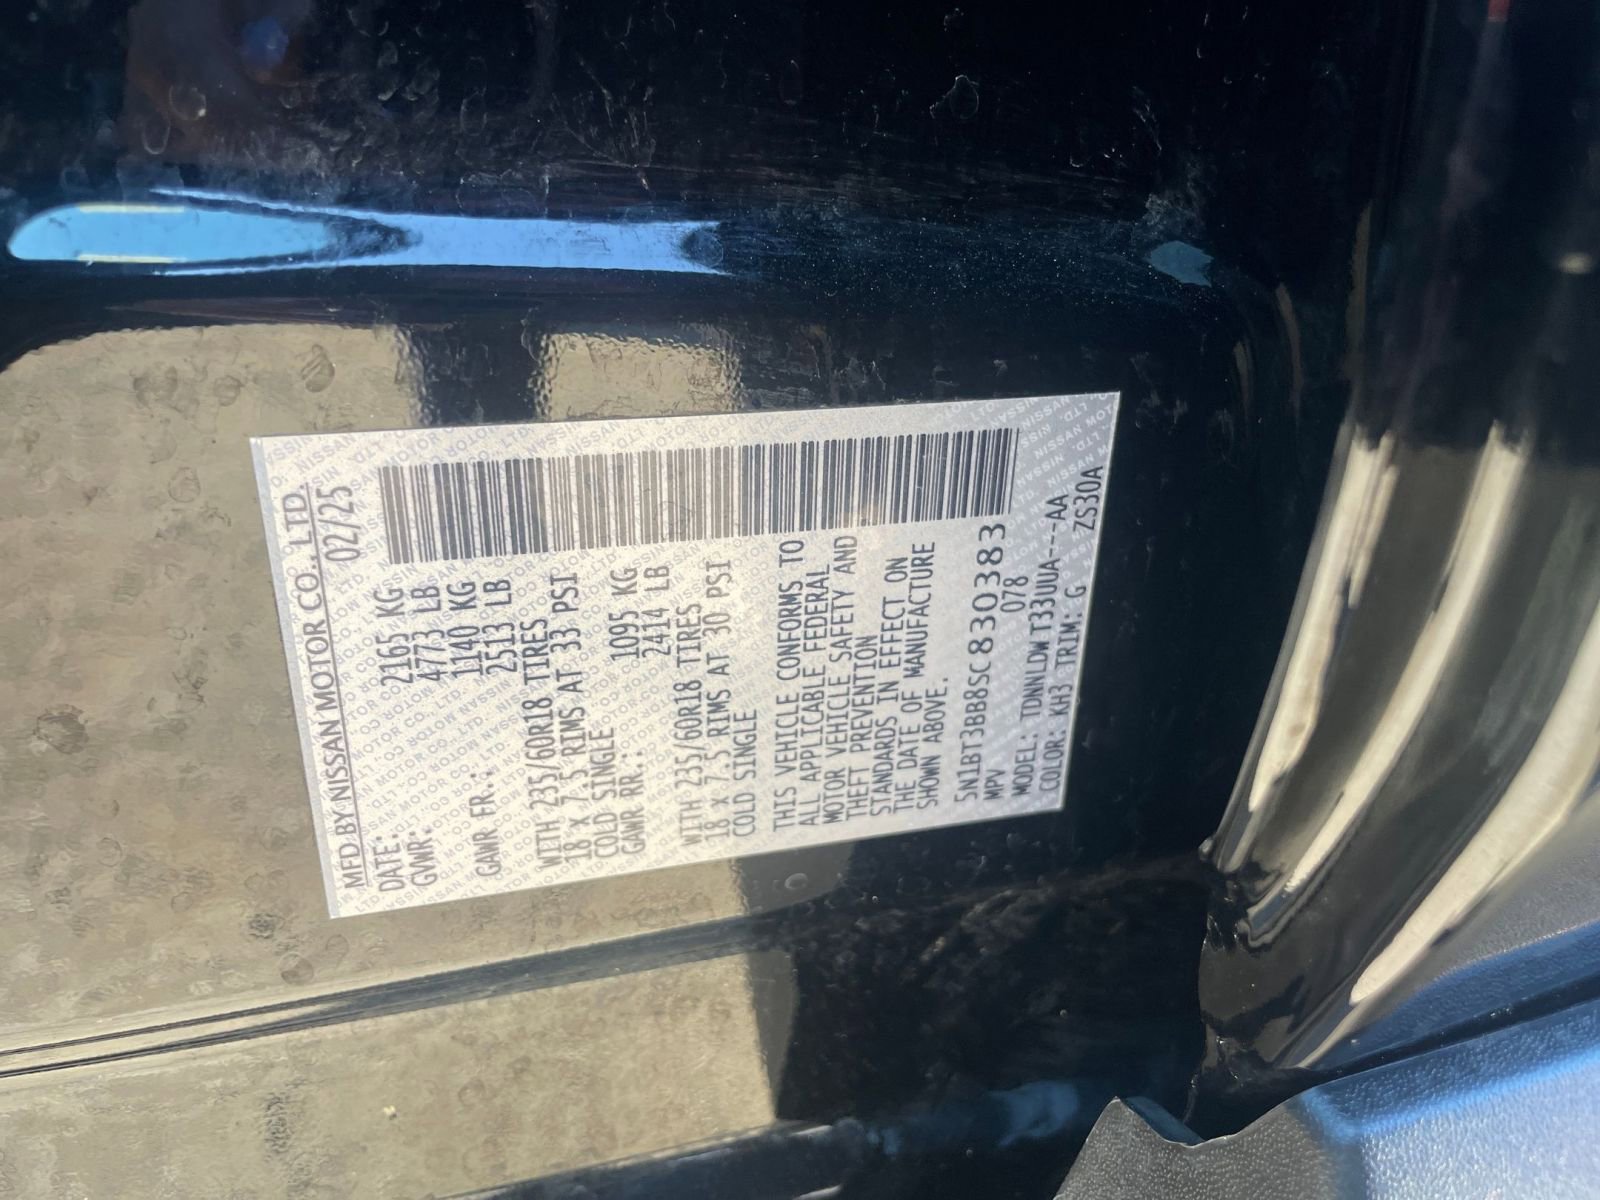 MFD. BY NISSAN MOTOR CO., LTD.
DATE: 02/25
GVWR: 2165 KG
4773 LB
1140 KG
GAWR FR.: 2513 LB
WITH 235/60R18 TIRES
18 X 7.5 RIMS AT 33 PSI
COLD SINGLE
GAWR RR.: 1095 KG
2414 LB
WITH 235/60R18 TIRES
18 X 7.5 RIMS AT 30 PSI
COLD SINGLE
THIS VEHICLE CONFORMS TO
ALL APPLICABLE FEDERAL
MOTOR VEHICLE SAFETY AND
THEFT PREVENTION
STANDARDS IN EFFECT ON
THE DATE OF MANUFACTURE
SHOWN ABOVE.
5N1BT3BB8SC830383
MPV 078
MODEL: TDNNLDWT33UUA---AA
COLOR: KH3 TRIM: G ZS30A